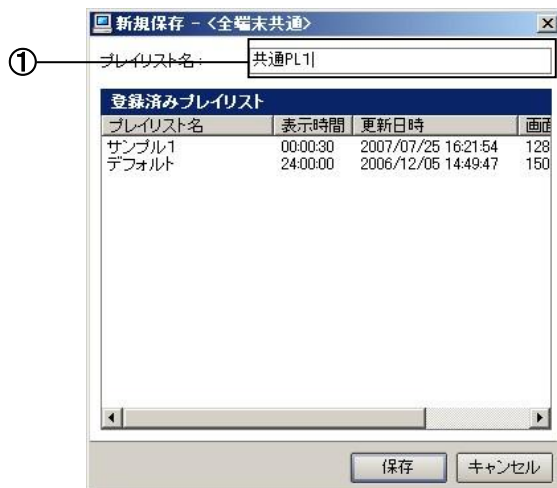 新規保存 - <全端末共通>
①
プレイリスト名:
共通PL1
登録済みプレイリスト
プレイリスト名 表示時間 更新日時 画面
サンプル1 00:00:30 2007/07/25 16:21:54 128
デフォルト 24:00:00 2006/12/05 14:49:47 150
保存 キャンセル